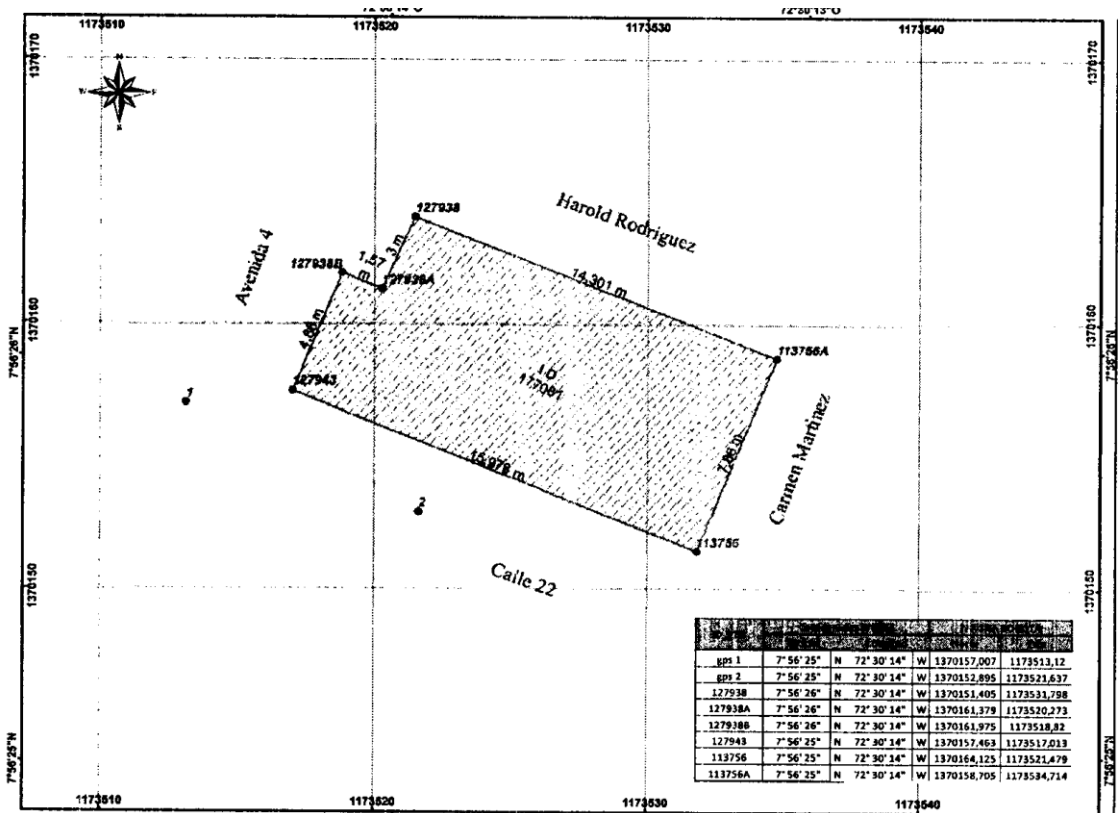 1173510
1173520
1173530
1173540
1370170
1370170
N
W
E
S
127938
Harold Rodriguez
Avenida 4
127938B
1,57 m
3 m
127938A
14,301 m
1370160
1370160
7°56'26"N
7°56'26"N
4,86 m
113756A
I D
127943
1
7,86 m
Carmen Martinez
15,978 m
2
113756
Calle 22
1370150
1370150
gps 1 7° 56' 25" N 72° 30' 14" W 1370157,007 1173513,12
gps 2 7° 56' 25" N 72° 30' 14" W 1370152,895 1173521,637
127938 7° 56' 26" N 72° 30' 14" W 1370151,405 1173531,798
127938A 7° 56' 26" N 72° 30' 14" W 1370161,379 1173520,273
127938B 7° 56' 26" N 72° 30' 14" W 1370161,975 1173518,82
127943 7° 56' 25" N 72° 30' 14" W 1370157,463 1173517,013
113756 7° 56' 25" N 72° 30' 14" W 1370164,125 1173521,479
113756A 7° 56' 25" N 72° 30' 14" W 1370158,705 1173534,714
7°56'25"N
7°56'25"N
1173510
1173520
1173530
1173540